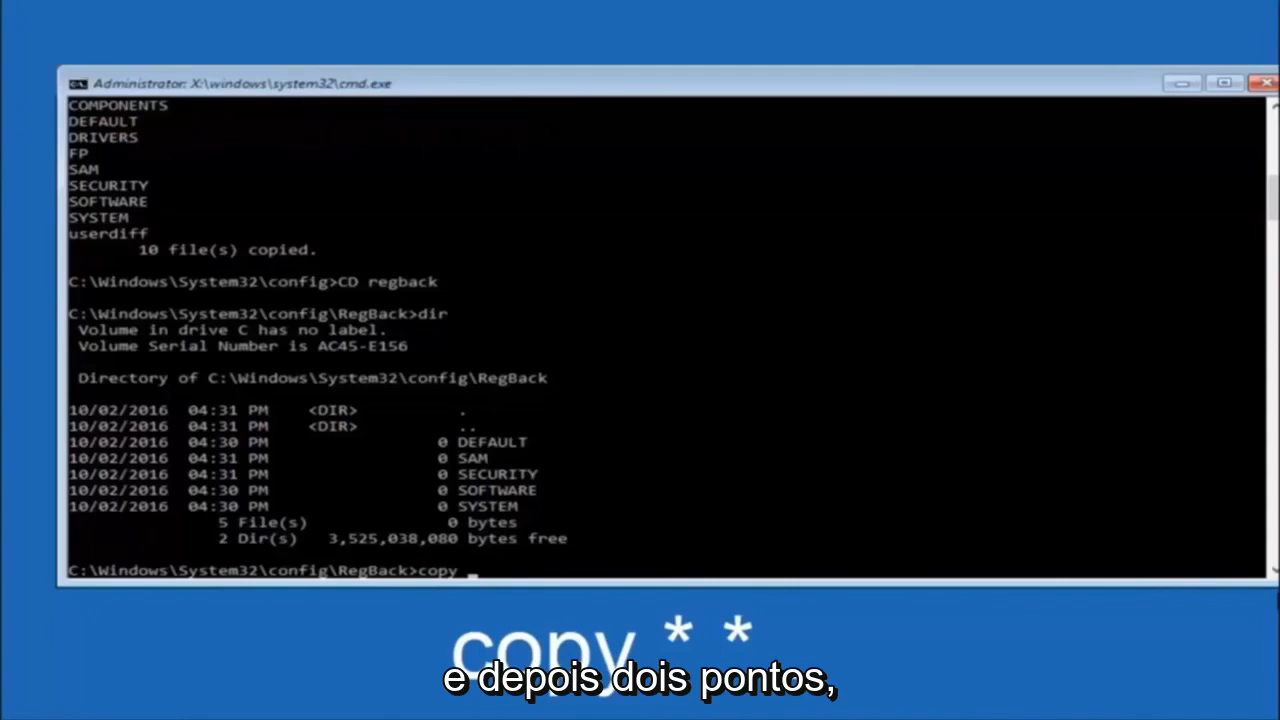 Administrator: X:\windows\system32\cmd.exe
COMPONENTS
DEFAULT
DRIVERS
FP
SAM
SECURITY
SOFTWARE
SYSTEM
userdiff
10 file(s) copied.
C:\Windows\System32\config>CD regback
C:\Windows\System32\config\RegBack>dir
Volume in drive C has no label.
Volume Serial Number is AC45-E156
Directory of C:\Windows\System32\config\RegBack
10/02/2016 04:31 PM <DIR> .
10/02/2016 04:31 PM <DIR> ..
10/02/2016 04:30 PM 0 DEFAULT
10/02/2016 04:31 PM 0 SAM
10/02/2016 04:31 PM 0 SECURITY
10/02/2016 04:30 PM 0 SOFTWARE
10/02/2016 04:30 PM 0 SYSTEM
5 File(s) 0 bytes
2 Dir(s) 3,525,038,080 bytes free
C:\Windows\System32\config\RegBack>copy _
copy * *
e depois dois pontos,